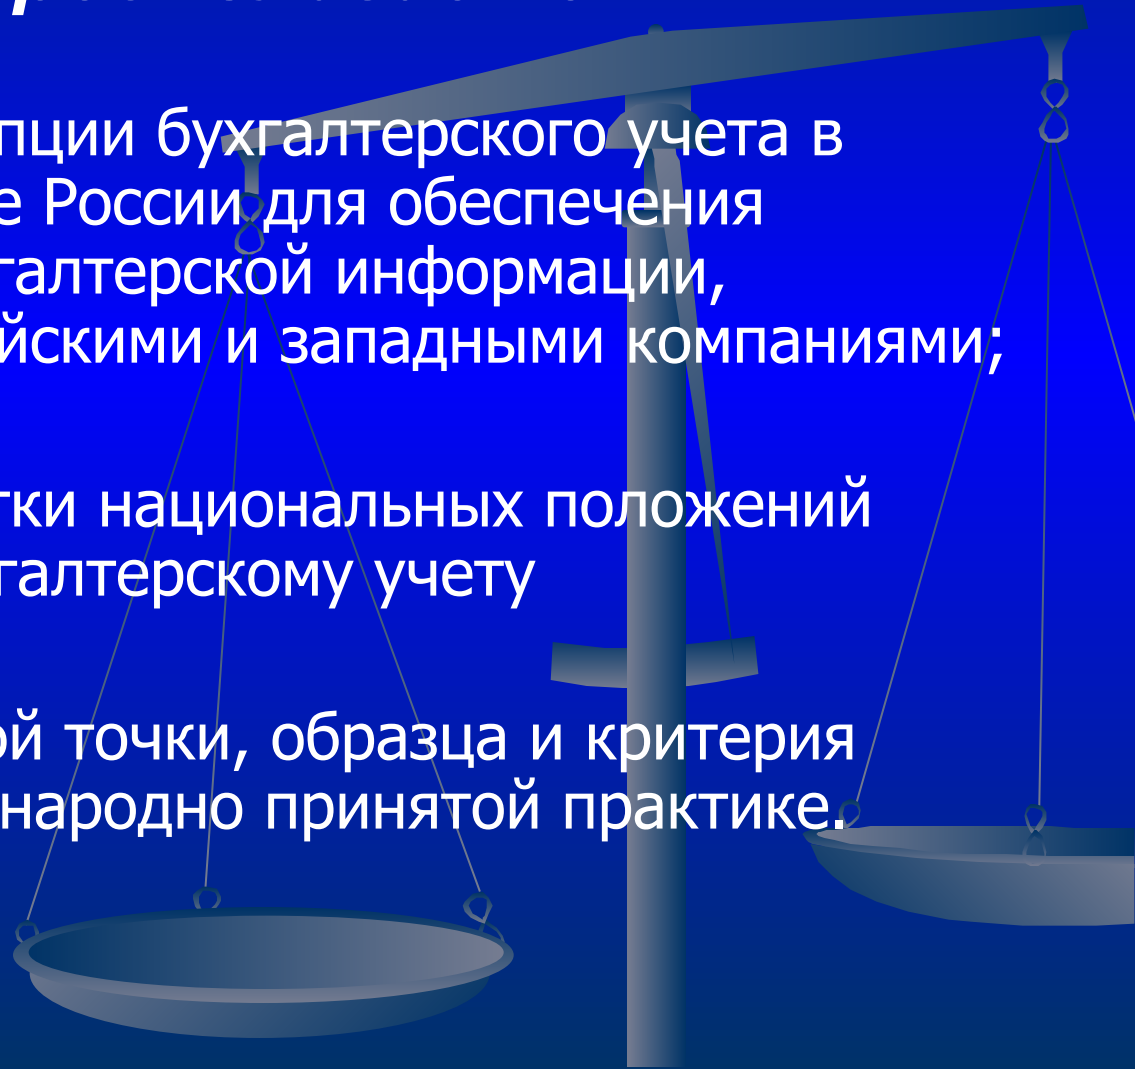 пции бухгалтерского учета в
е России для обеспечения
галтерской информации,
йскими и западными компаниями;
тки национальных положений
галтерскому учету
ой точки, образца и критерия
народно принятой практике.